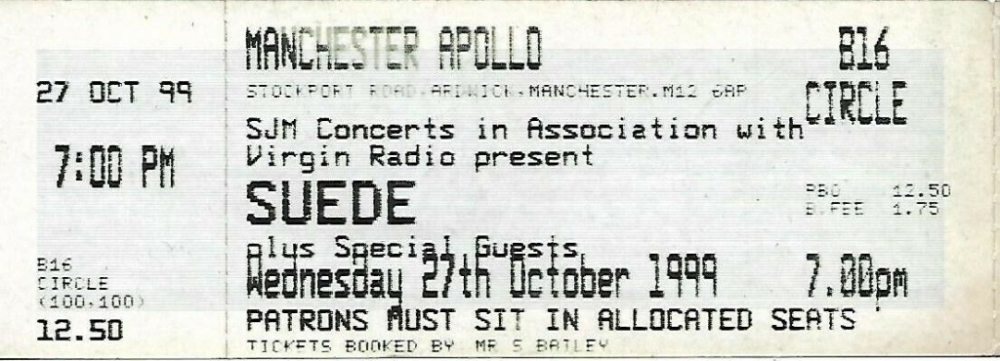 27 OCT 99
7:00 PM
B16
CIRCLE
(100,100)
12.50
MANCHESTER APOLLO
STOCKPORT ROAD, ARDWICK, MANCHESTER. M12 6AP
SJM Concerts in Association with
Virgin Radio present
SUEDE
plus Special Guests
Wednesday 27th October 1999
PATRONS MUST SIT IN ALLOCATED SEATS
TICKETS BOOKED BY MR S BAILEY
B16
CIRCLE
12.50
B.FEE 1.75
7.00pm